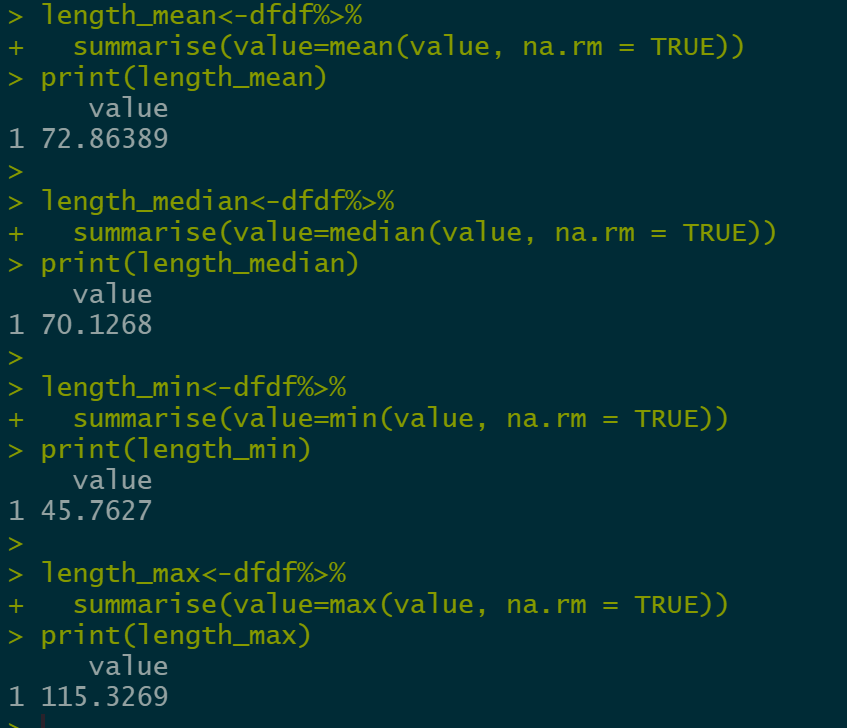 > length_mean<-dfdf%>%
+   summarise(value=mean(value, na.rm = TRUE))
> print(length_mean)
     value
1 72.86389
>
> length_median<-dfdf%>%
+   summarise(value=median(value, na.rm = TRUE))
> print(length_median)
    value
1 70.1268
>
> length_min<-dfdf%>%
+   summarise(value=min(value, na.rm = TRUE))
> print(length_min)
    value
1 45.7627
>
> length_max<-dfdf%>%
+   summarise(value=max(value, na.rm = TRUE))
> print(length_max)
     value
1 115.3269
>